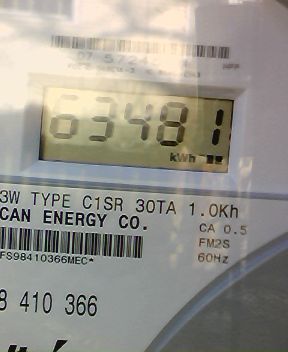 63481
kWh
3W TYPE C1SR 30TA 1.0Kh
CAN ENERGY CO.
CA 0.5
FM2S
60Hz
FS98410366MEC*
8 410 366